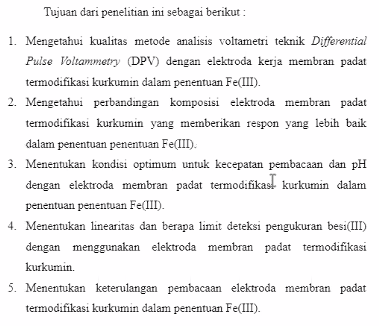 Tujuan dari penelitian ini sebagai berikut :
1. Mengetahui kualitas metode analisis voltametri teknik Differential
Pulse Voltammetry (DPV) dengan elektroda kerja membran padat
termodifikasi kurkumin dalam penentuan Fe(III).
2. Mengetahui perbandingan komposisi elektroda membran padat
termodifikasi kurkumin yang memberikan respon yang lebih baik
dalam penentuan penentuan Fe(III).
3. Menentukan kondisi optimum untuk kecepatan pembacaan dan pH
dengan elektroda membran padat termodifikasi kurkumin dalam
penentuan penentuan Fe(III).
4. Menentukan linearitas dan berapa limit deteksi pengukuran besi(III)
dengan menggunakan elektroda membran padat termodifikasi
kurkumin.
5. Menentukan keterulangan pembacaan elektroda membran padat
termodifikasi kurkumin dalam penentuan Fe(III).